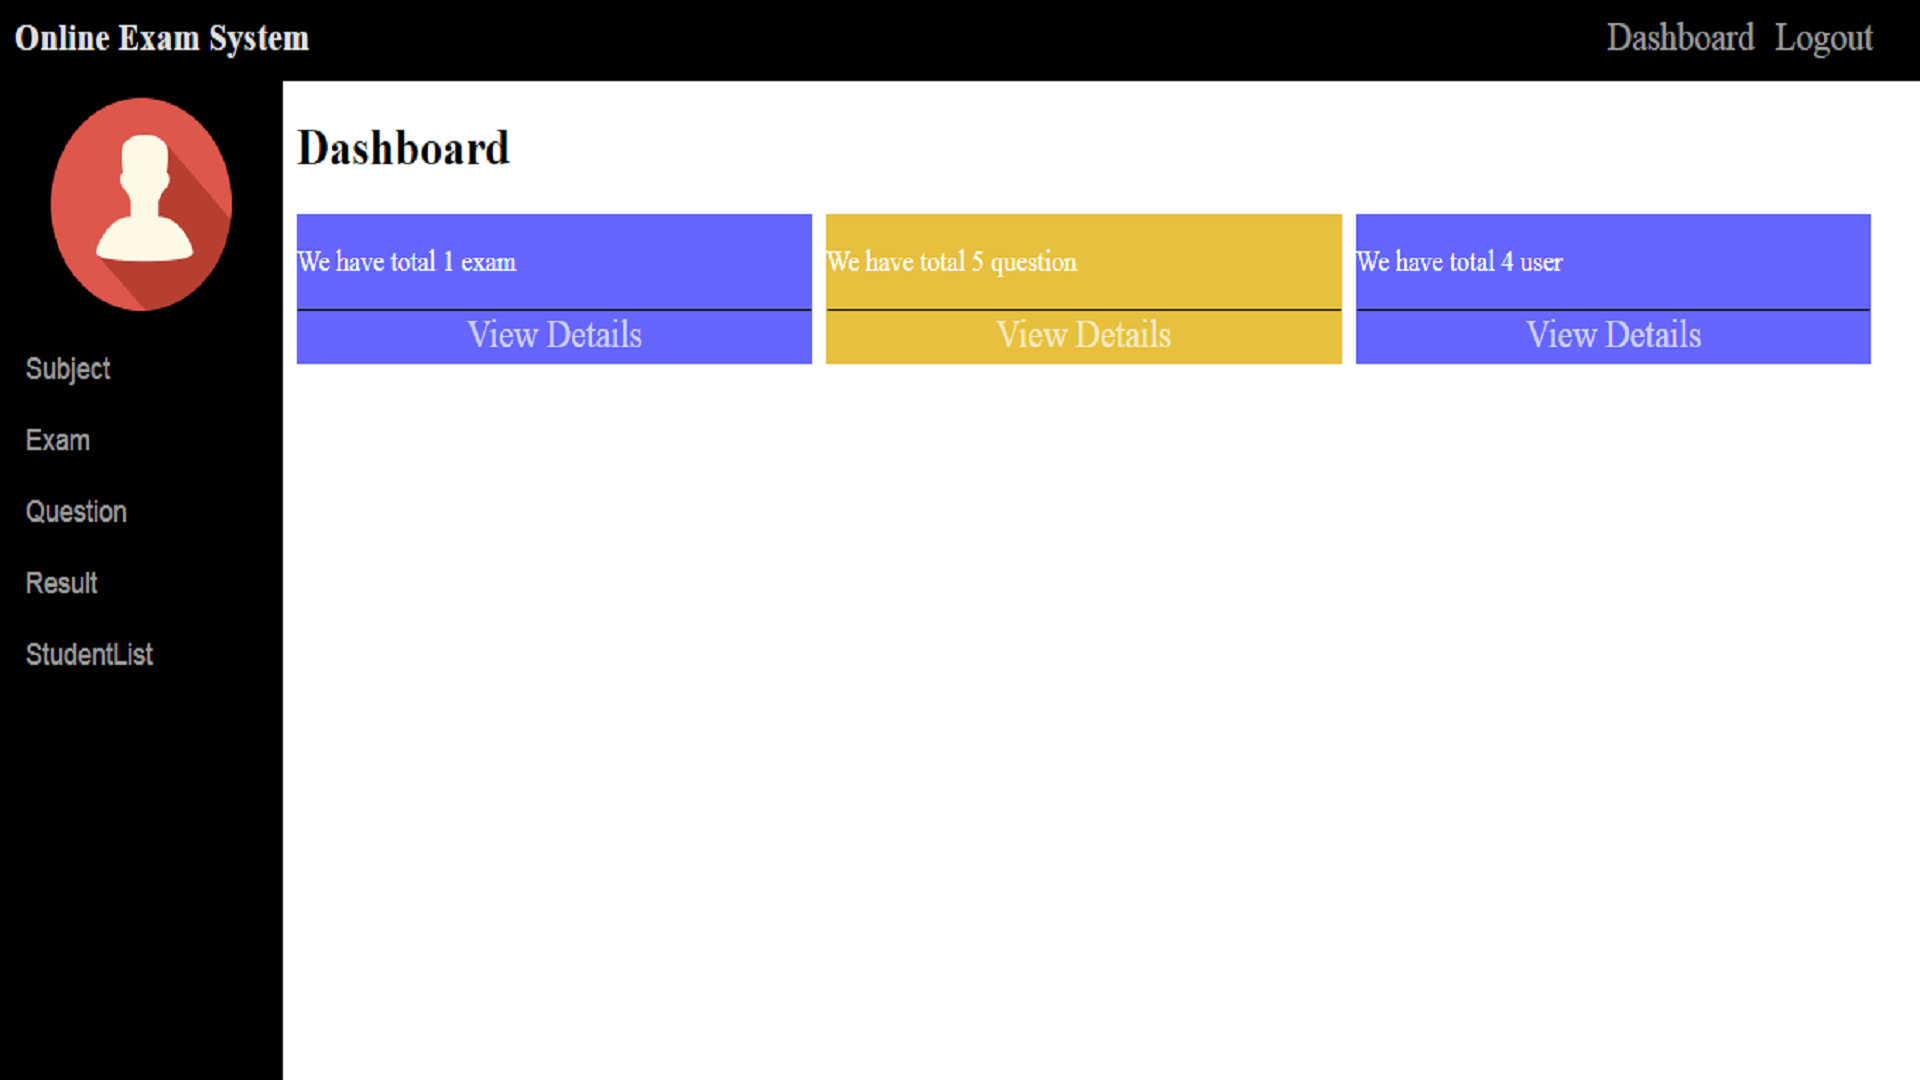 Online Exam System
Dashboard Logout
Dashboard
We have total 1 exam
View Details
We have total 5 question
View Details
We have total 4 user
View Details
Subject
Exam
Question
Result
StudentList